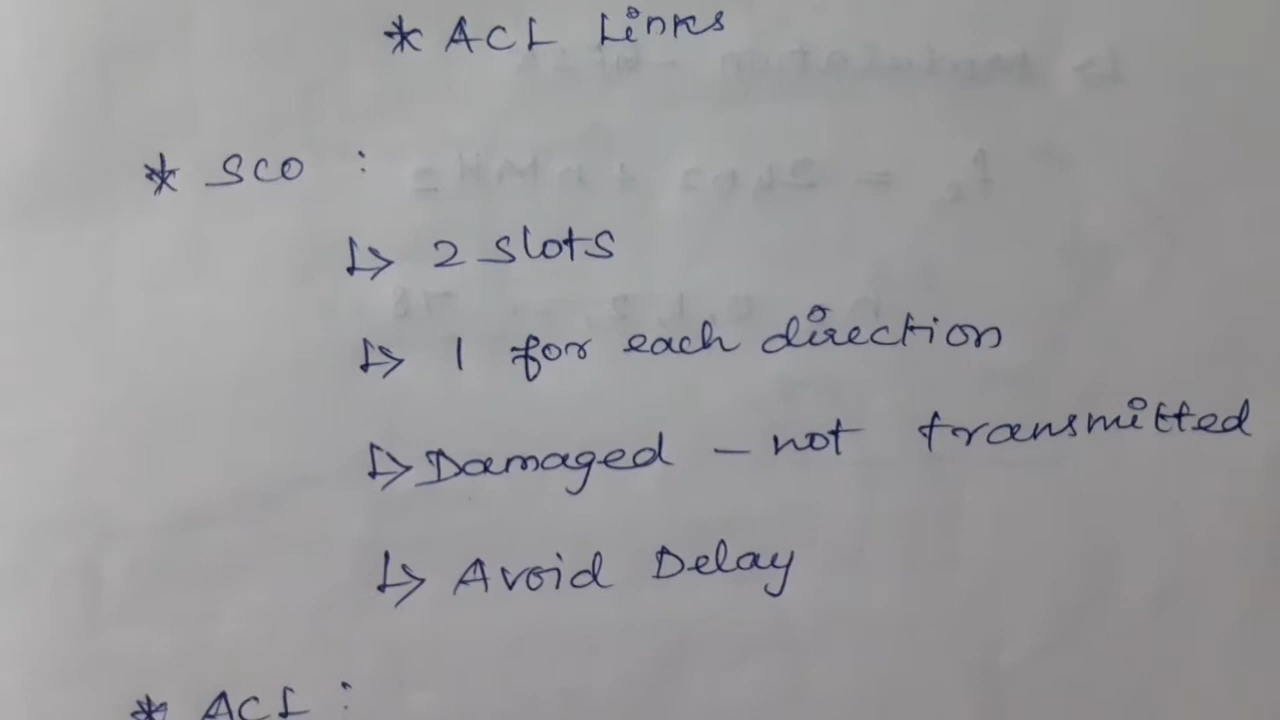 * ACL Links
* SCO :
↳ 2 slots
↳ 1 for each direction
↳ Damaged - not transmitted
↳ Avoid Delay
* ACL :